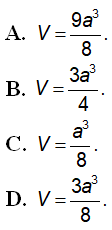 A. V = 9a³/8.
B. V = 3a³/4.
C. V = a³/8.
D. V = 3a³/8.